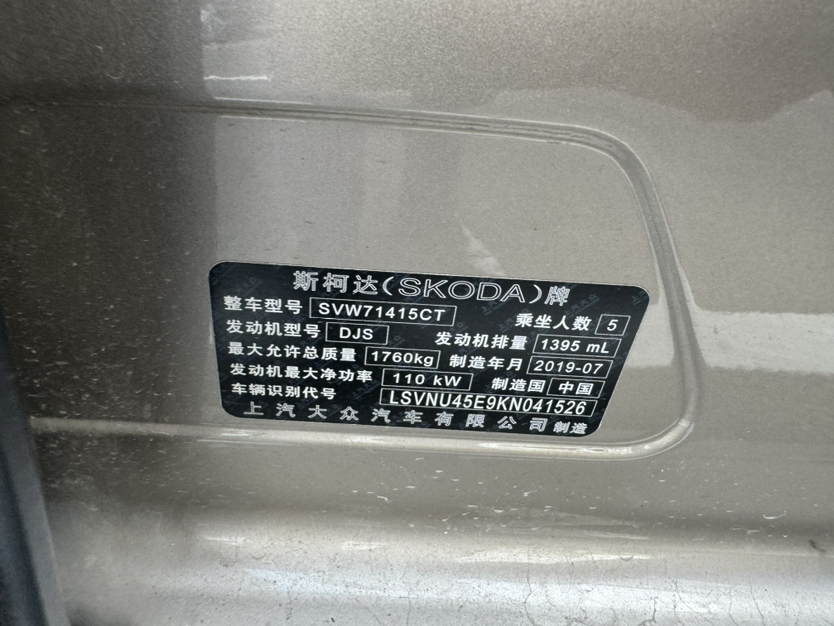 斯柯达(SKODA)牌
整车型号 SVW71415CT 乘坐人数 5
发动机型号 DJS 发动机排量 1395 mL
最大允许总质量 1760kg 制造年月 2019-07
发动机最大净功率 110 kW 制造国 中国
车辆识别代号 LSVNU45E9KN041526
上汽大众汽车有限公司制造